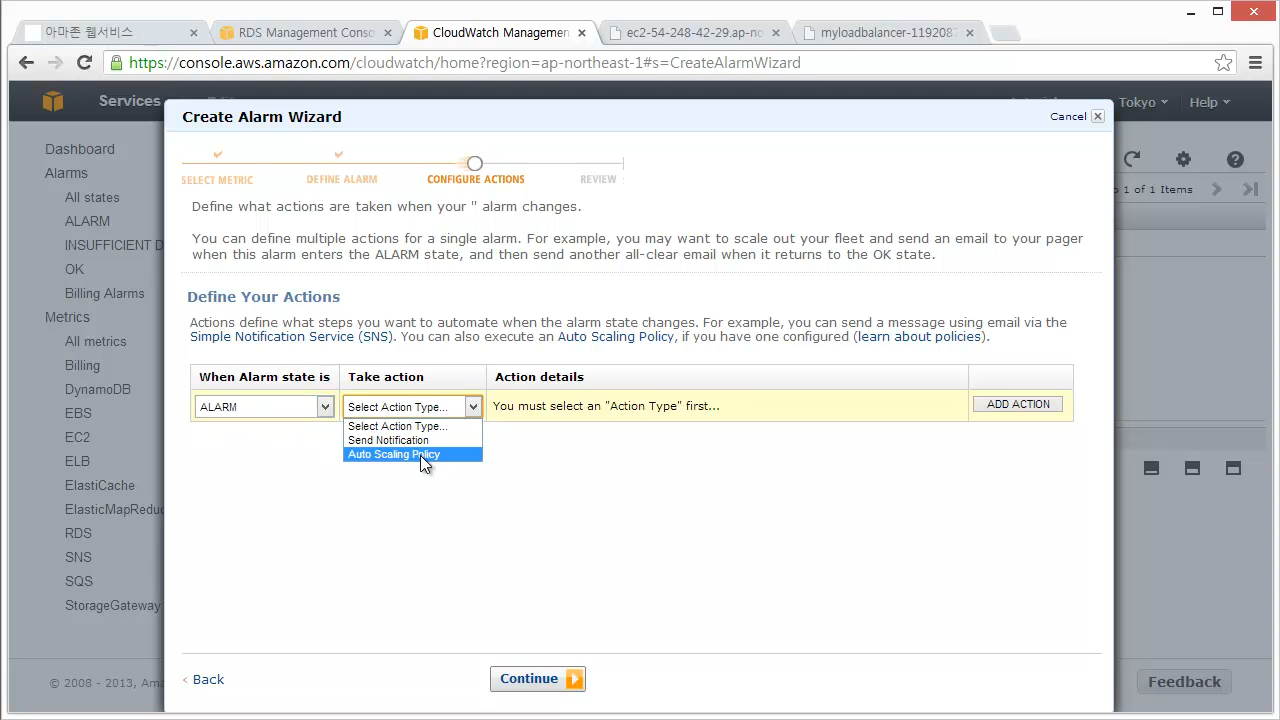 아마존 웹서비스
RDS Management Conso
CloudWatch Managemen
ec2-54-248-42-29.ap-no
myloadbalancer-119208
https://console.aws.amazon.com/cloudwatch/home?region=ap-northeast-1#s=CreateAlarmWizard
Services
Tokyo
Help
Dashboard
Alarms
All states
ALARM
INSUFFICIENT D
OK
Billing Alarms
Metrics
All metrics
Billing
DynamoDB
EBS
EC2
ELB
ElastiCache
ElasticMapReduc
RDS
SNS
SQS
StorageGateway
Create Alarm Wizard
Cancel
SELECT METRIC
DEFINE ALARM
CONFIGURE ACTIONS
REVIEW
Define what actions are taken when your '' alarm changes.
You can define multiple actions for a single alarm. For example, you may want to scale out your fleet and send an email to your pager
when this alarm enters the ALARM state, and then send another all-clear email when it returns to the OK state.
Define Your Actions
Actions define what steps you want to automate when the alarm state changes. For example, you can send a message using email via the
Simple Notification Service (SNS). You can also execute an Auto Scaling Policy, if you have one configured (learn about policies).
When Alarm state is
Take action
Action details
ALARM
Select Action Type...
You must select an "Action Type" first...
ADD ACTION
Select Action Type...
Send Notification
Auto Scaling Policy
1 of 1 Items
< Back
Continue
© 2008 - 2013, Ama
Feedback